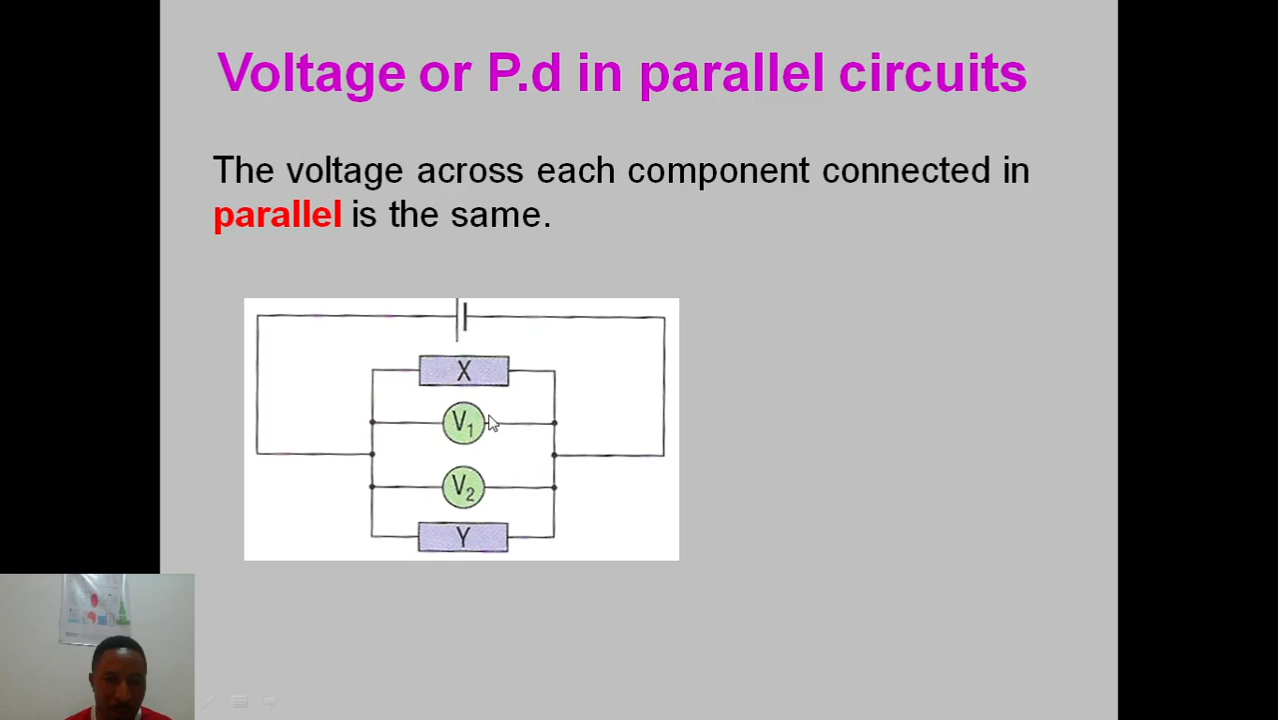 Voltage or P.d in parallel circuits
The voltage across each component connected in
parallel is the same.
X
V₁
V₂
Y